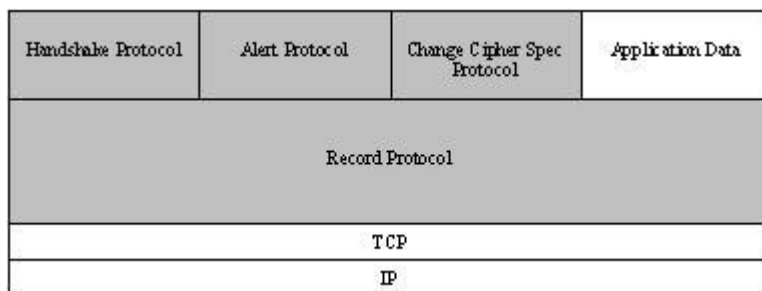 Handshake Protocol
Alert Protocol
Change Cipher Spec
Protocol
Application Data
Record Protocol
TCP
IP